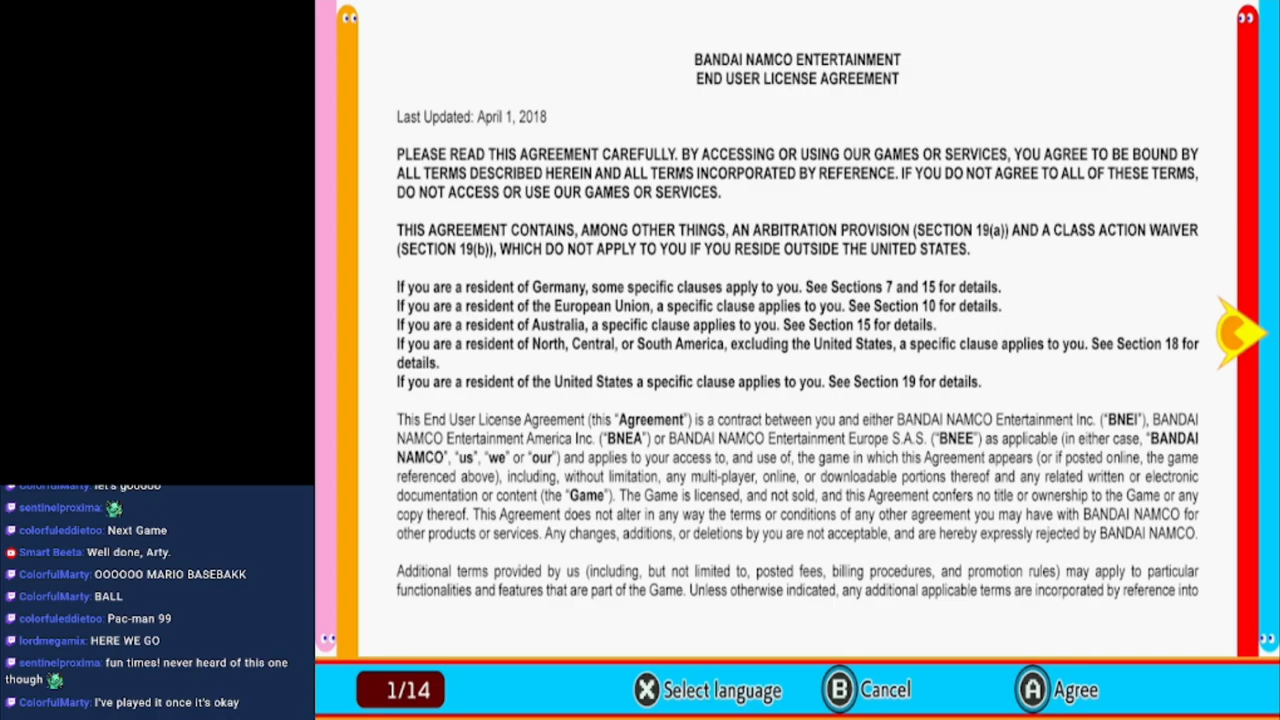 BANDAI NAMCO ENTERTAINMENT
END USER LICENSE AGREEMENT
Last Updated: April 1, 2018
PLEASE READ THIS AGREEMENT CAREFULLY. BY ACCESSING OR USING OUR GAMES OR SERVICES, YOU AGREE TO BE BOUND BY
ALL TERMS DESCRIBED HEREIN AND ALL TERMS INCORPORATED BY REFERENCE. IF YOU DO NOT AGREE TO ALL OF THESE TERMS,
DO NOT ACCESS OR USE OUR GAMES OR SERVICES.
THIS AGREEMENT CONTAINS, AMONG OTHER THINGS, AN ARBITRATION PROVISION (SECTION 19(a)) AND A CLASS ACTION WAIVER
(SECTION 19(b)), WHICH DO NOT APPLY TO YOU IF YOU RESIDE OUTSIDE THE UNITED STATES.
If you are a resident of Germany, some specific clauses apply to you. See Sections 7 and 15 for details.
If you are a resident of the European Union, a specific clause applies to you. See Section 10 for details.
If you are a resident of Australia, a specific clause applies to you. See Section 15 for details.
If you are a resident of North, Central, or South America, excluding the United States, a specific clause applies to you. See Section 18 for
details.
If you are a resident of the United States a specific clause applies to you. See Section 19 for details.
This End User License Agreement (this “Agreement”) is a contract between you and either BANDAI NAMCO Entertainment Inc. (“BNEI”), BANDAI
NAMCO Entertainment America Inc. (“BNEA”) or BANDAI NAMCO Entertainment Europe S.A.S. (“BNEE”) as applicable (in either case, “BANDAI
NAMCO”, “us”, “we” or “our”) and applies to your access to, and use of, the game in which this Agreement appears (or if posted online, the game
referenced above), including, without limitation, any multi-player, online, or downloadable portions thereof and any related written or electronic
documentation or content (the “Game”). The Game is licensed, and not sold, and this Agreement confers no title or ownership to the Game or any
copy thereof. This Agreement does not alter in any way the terms or conditions of any other agreement you may have with BANDAI NAMCO for
other products or services. Any changes, additions, or deletions by you are not acceptable, and are hereby expressly rejected by BANDAI NAMCO.
Additional terms provided by us (including, but not limited to, posted fees, billing procedures, and promotion rules) may apply to particular
functionalities and features that are part of the Game. Unless otherwise indicated, any additional applicable terms are incorporated by reference into
1/14
X Select language
B Cancel
A Agree
ColorfulMarty: let's gooooo
sentinelproxima:
colorfuleddietoo: Next Game
Smart Beeta: Well done, Arty.
ColorfulMarty: OOOOOO MARIO BASEBAKK
ColorfulMarty: BALL
colorfuleddietoo: Pac-man 99
lordmegamix: HERE WE GO
sentinelproxima: fun times! never heard of this one
though
ColorfulMarty: I've played it once it's okay